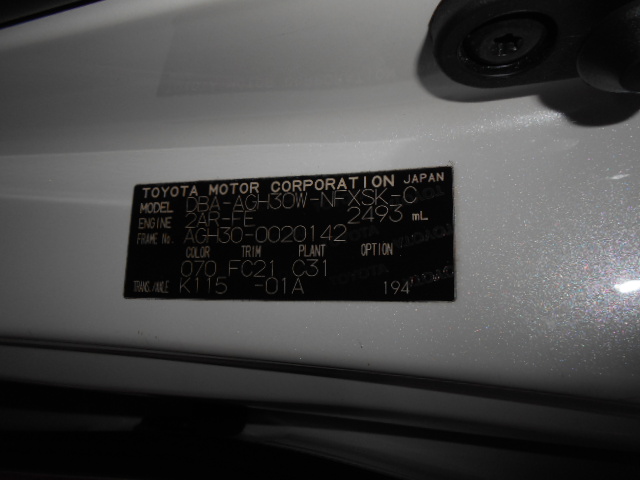 TOYOTA MOTOR CORPORATION JAPAN
MODEL DBA-AGH30W-NFXSK-C
ENGINE 2AR-FE 2493 mL
FRAME No. AGH30-0020142
COLOR TRIM PLANT OPTION
070 FC21 C31
TRANS./AXLE K115 -01A 194